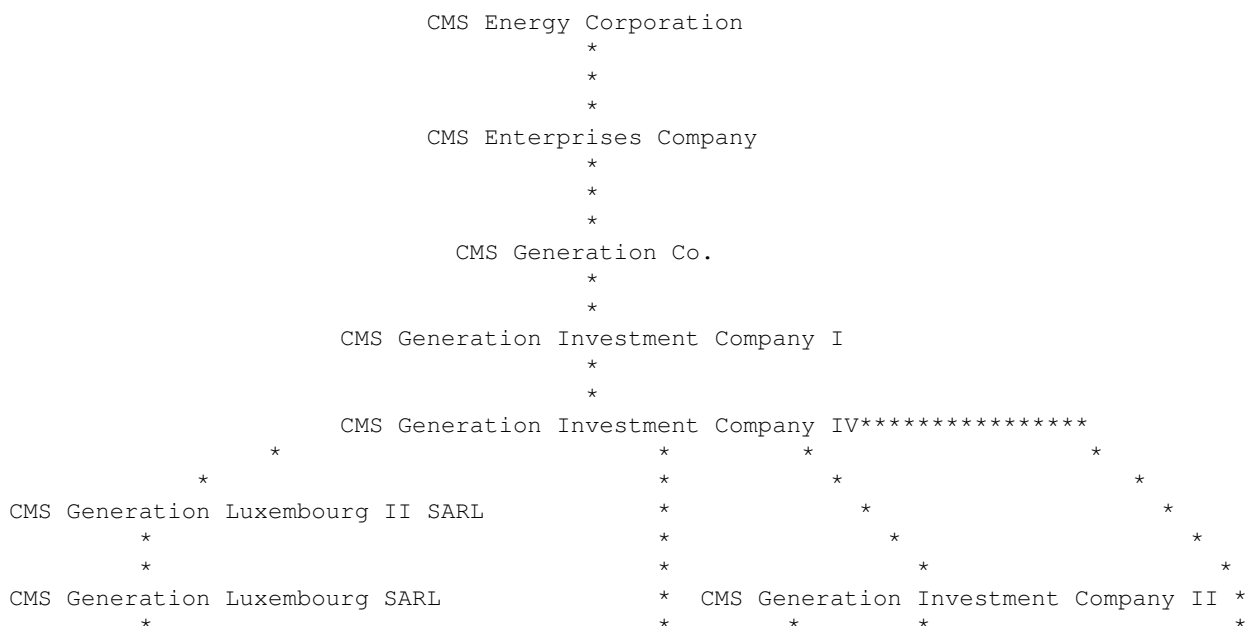 CMS Energy Corporation
*
*
*
CMS Enterprises Company
*
*
*
CMS Generation Co.
*
*
CMS Generation Investment Company I
*
*
CMS Generation Investment Company IV****************
* * * *
* * * *
CMS Generation Luxembourg II SARL * * *
* * * *
* * * *
CMS Generation Luxembourg SARL * CMS Generation Investment Company II *
* * * * *